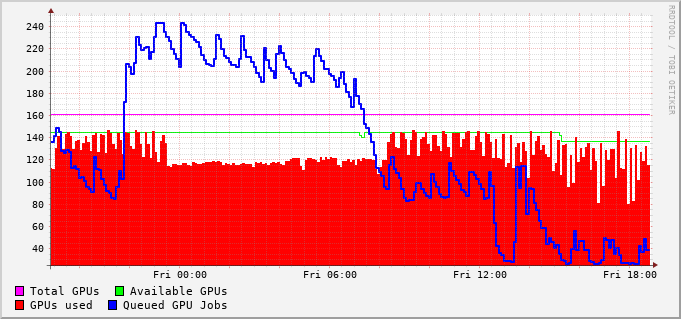 240
220
200
180
160
140
120
100
80
60
40
Fri 00:00 Fri 06:00 Fri 12:00 Fri 18:00
Total GPUs Available GPUs
GPUs used Queued GPU Jobs
RRDTOOL / TOBI OETIKER